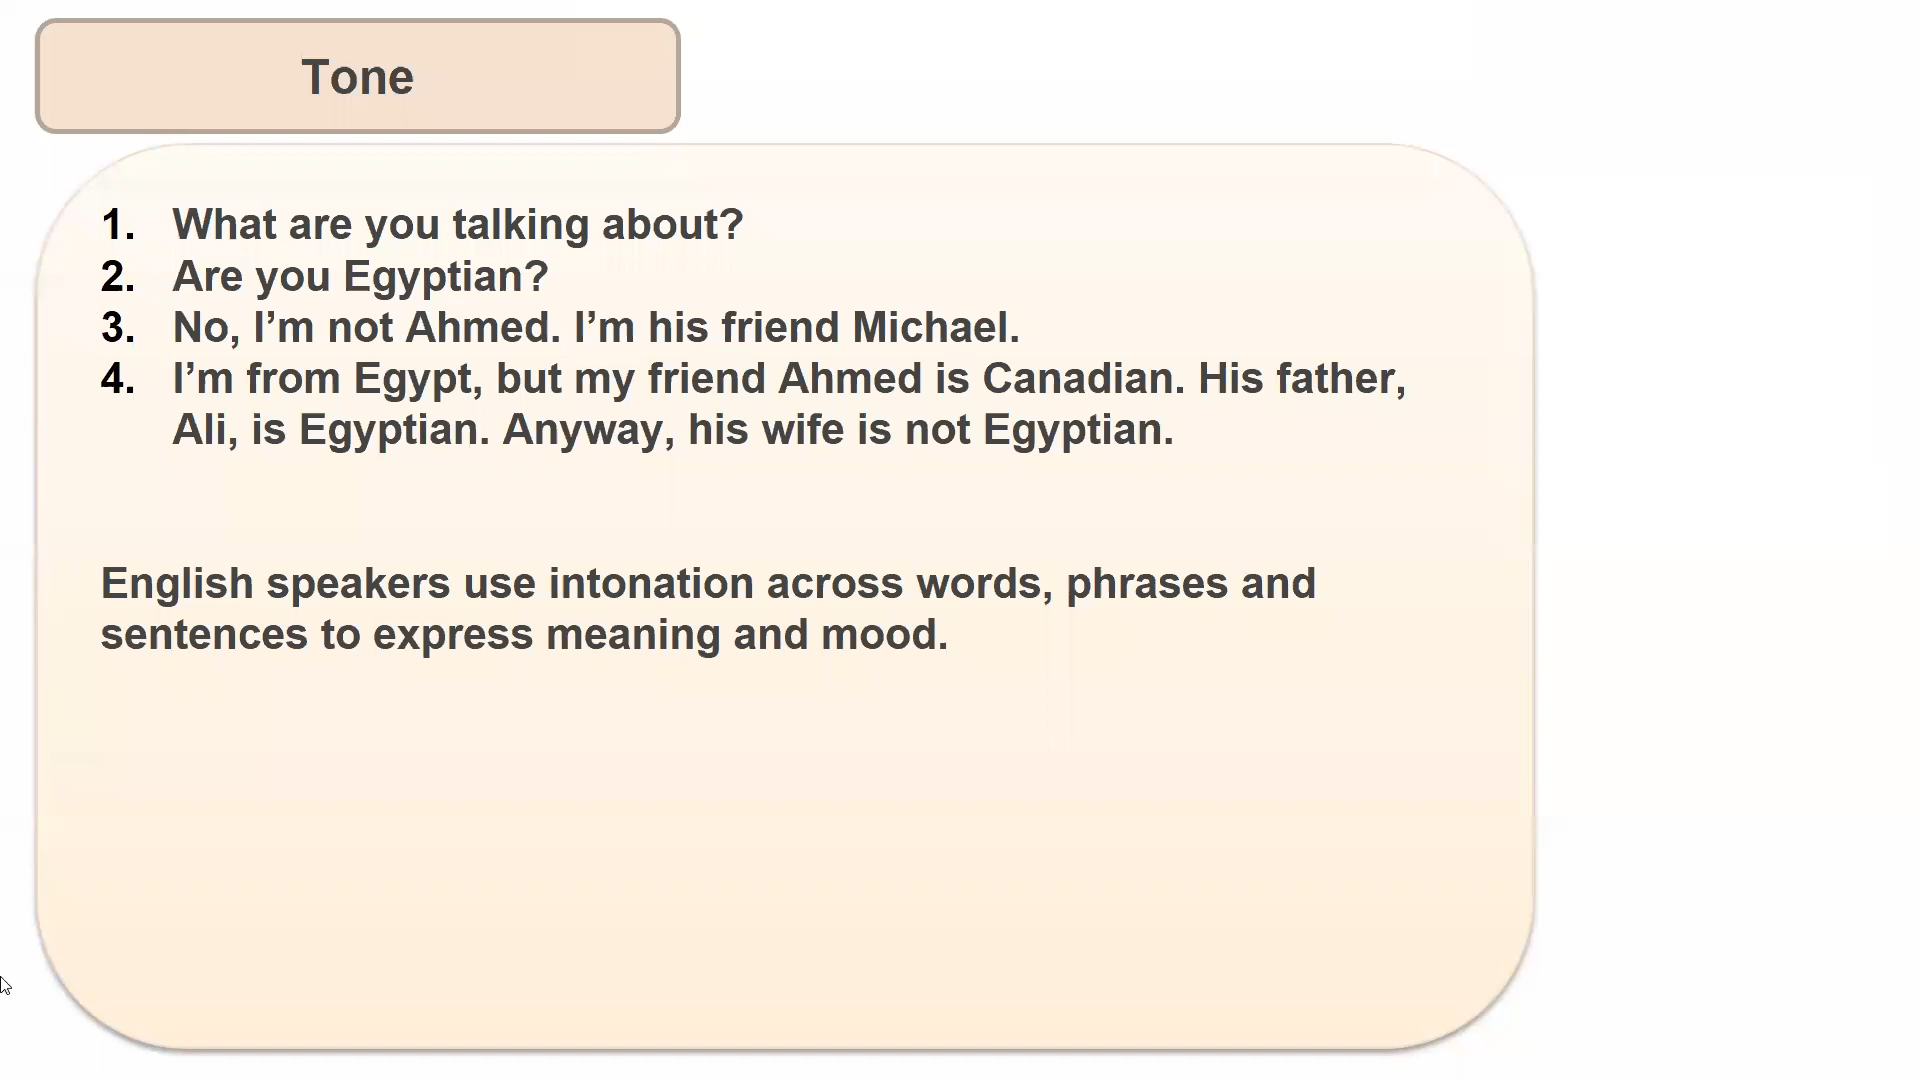 Tone
1. What are you talking about?
2. Are you Egyptian?
3. No, I’m not Ahmed. I’m his friend Michael.
4. I’m from Egypt, but my friend Ahmed is Canadian. His father,
Ali, is Egyptian. Anyway, his wife is not Egyptian.
English speakers use intonation across words, phrases and
sentences to express meaning and mood.